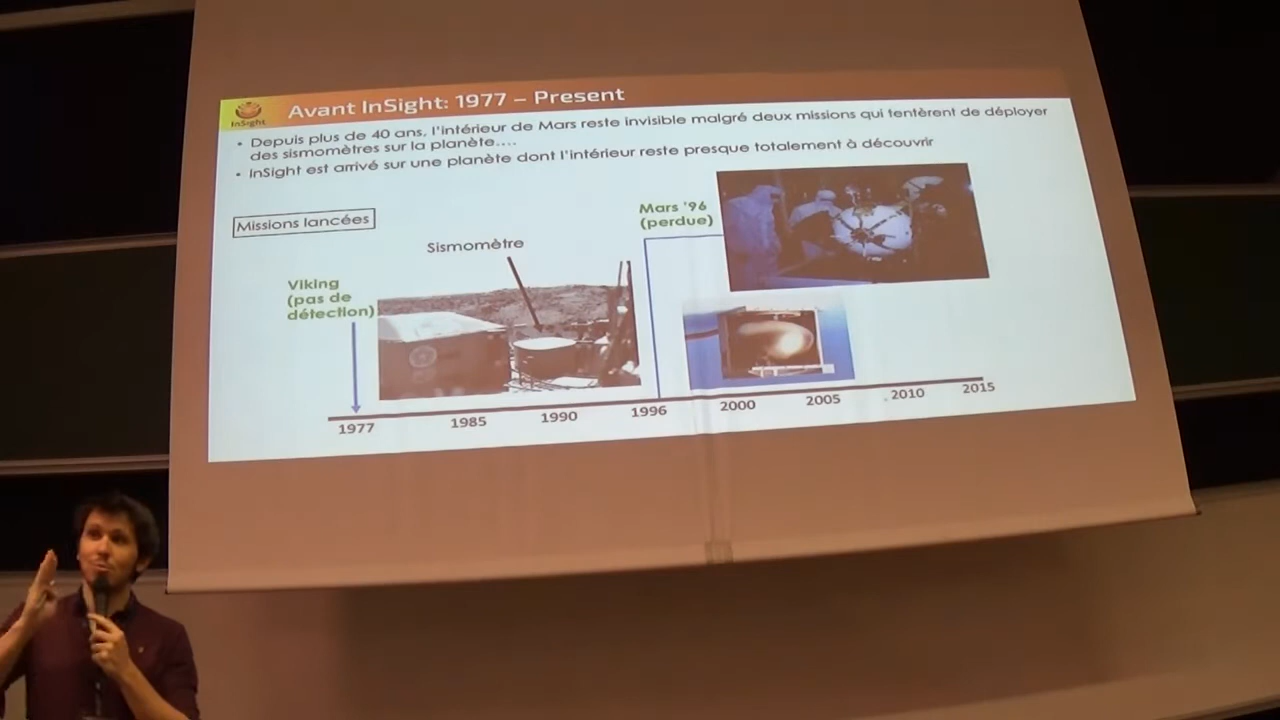 InSight
Avant InSight: 1977 – Present
• Depuis plus de 40 ans, l'intérieur de Mars reste invisible malgré deux missions qui tentèrent de déployer
des sismomètres sur la planète....
• InSight est arrivé sur une planète dont l'intérieur reste presque totalement à découvrir
Missions lancées
Mars '96
(perdue)
Sismomètre
Viking
(pas de
détection)
1977
1985
1990
1996
2000
2005
2010
2015